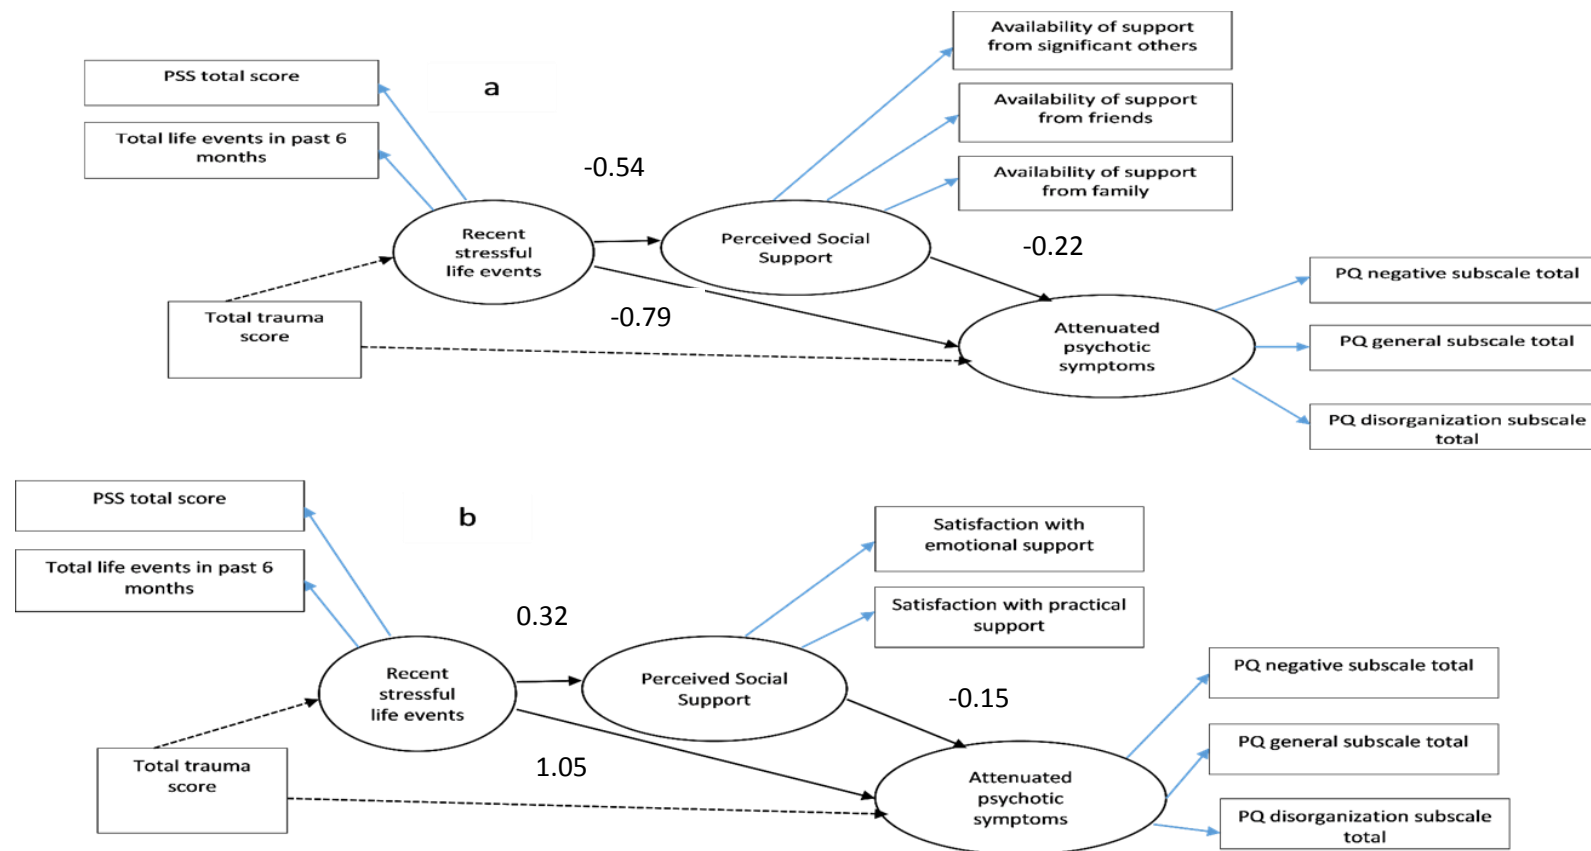 Availability of support
from significant others
PSS total score
a
Availability of support
from friends
Total life events in past 6
months
-0.54
Availability of support
from family
Recent
stressful
life events
Perceived Social
Support
-0.22
PQ negative subscale total
Total trauma
score
-0.79
Attenuated
psychotic
symptoms
PQ general subscale total
PQ disorganization subscale
total
PSS total score
b
Satisfaction with
emotional support
Total life events in past 6
months
0.32
Satisfaction with practical
support
Recent
stressful
life events
Perceived Social
Support
-0.15
PQ negative subscale total
Total trauma
score
1.05
Attenuated
psychotic
symptoms
PQ general subscale total
PQ disorganization subscale
total